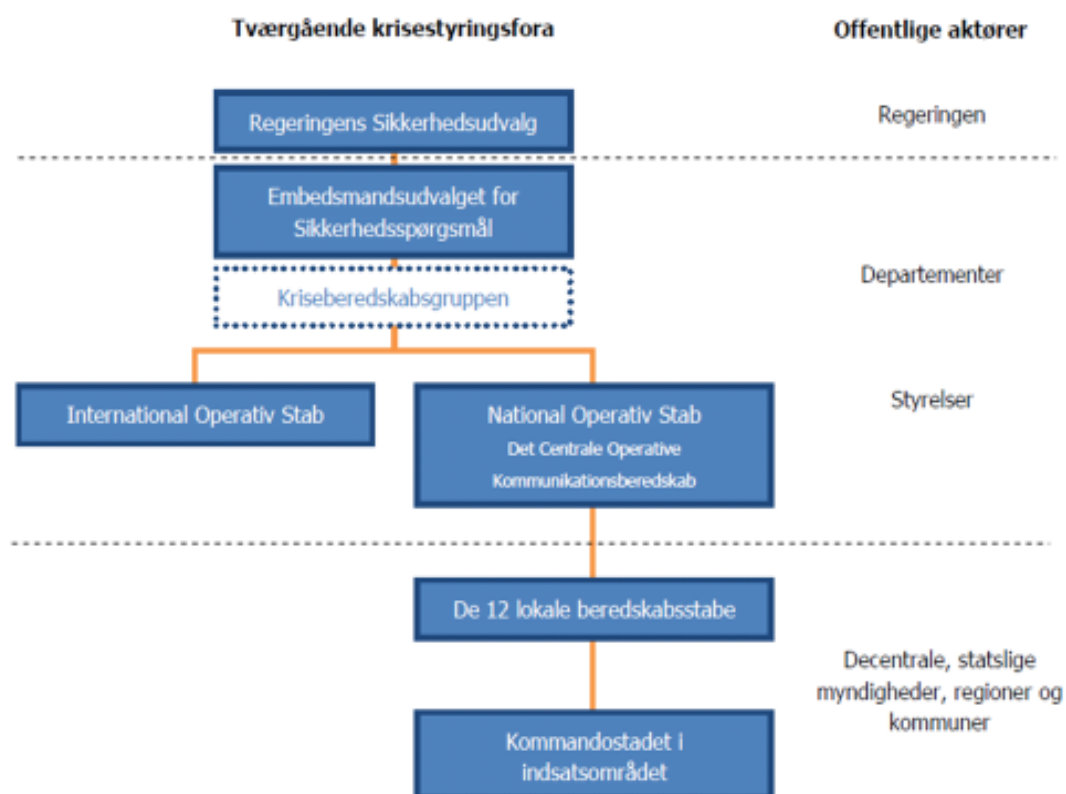 Tværgående krisestyringsfora
Offentlige aktører
Regeringens Sikkerhedsudvalg
Regeringen
Embedsmandsudvalget for
Sikkerhedsspørgsmål
Departementer
Kriseberedskabsgruppen
Styrelser
International Operativ Stab
National Operativ Stab
Det Centrale Operative
Kommunikationsberedskab
De 12 lokale beredskabsstabe
Decentrale, statslige
myndigheder, regioner og
kommuner
Kommandostadet i
indsatsområdet